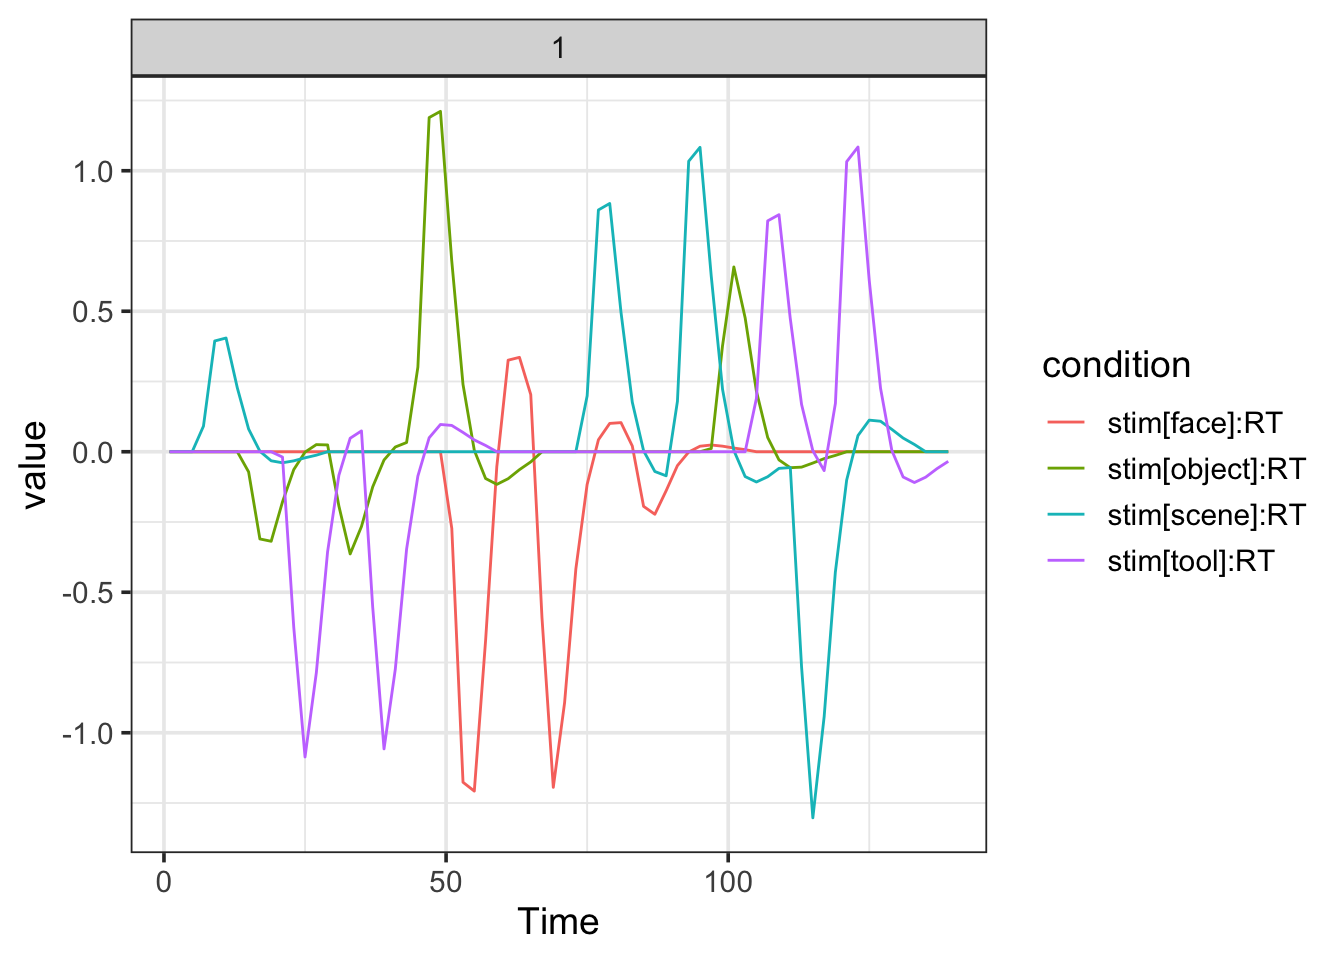 1
value
1.0
0.5
0.0
-0.5
-1.0
0
50
100
Time
condition
stim[face]:RT
stim[object]:RT
stim[scene]:RT
stim[tool]:RT